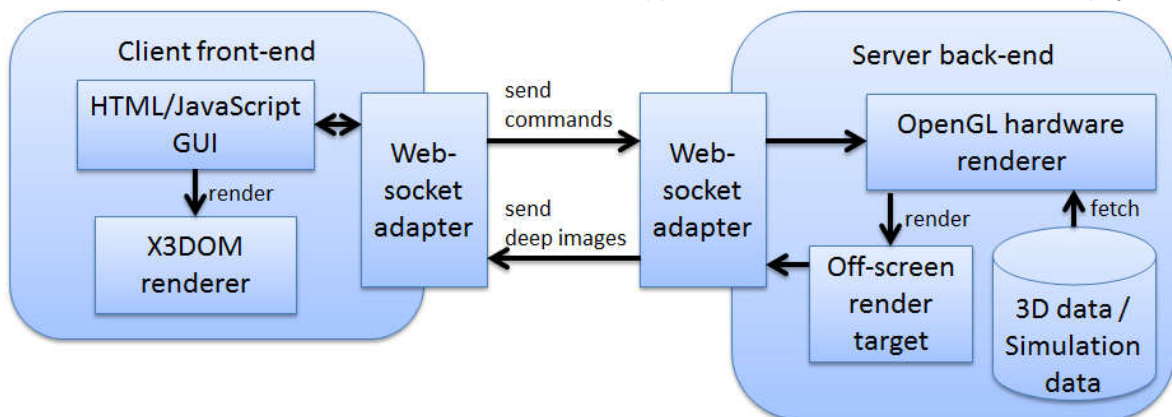 Client front-end
HTML/JavaScript
GUI
render
X3DOM
renderer
Web-
socket
adapter
send
commands
send
deep images
Web-
socket
adapter
Server back-end
OpenGL hardware
renderer
render
fetch
Off-screen
render
target
3D data /
Simulation
data